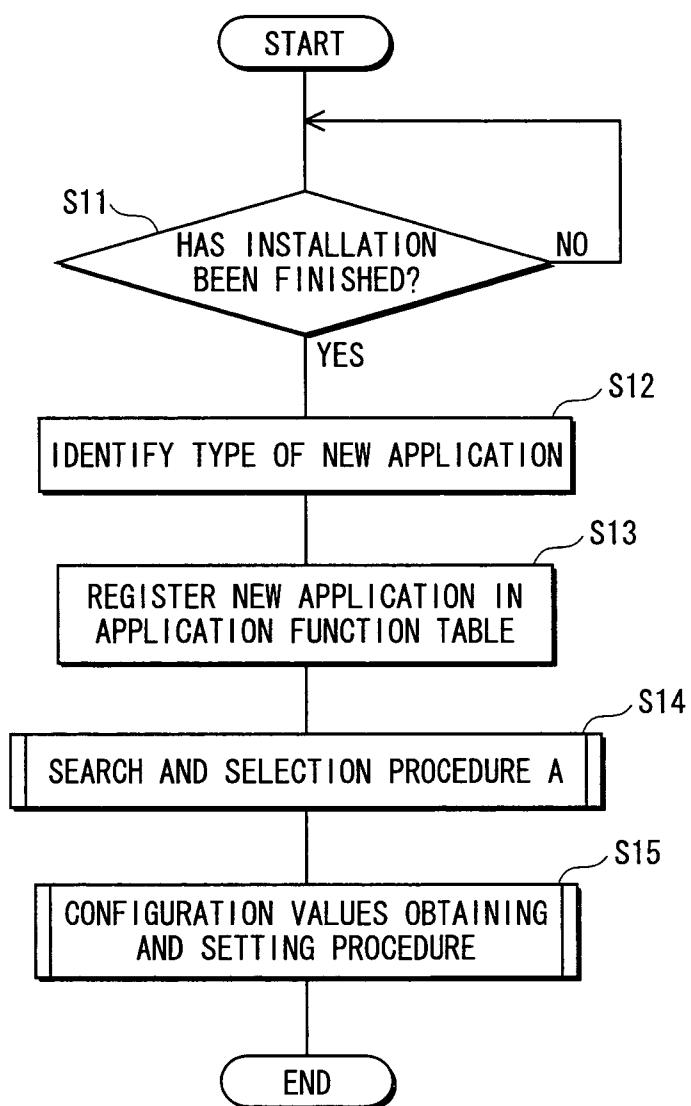 START
S11
HAS INSTALLATION
BEEN FINISHED?
NO
YES
S12
IDENTIFY TYPE OF NEW APPLICATION
S13
REGISTER NEW APPLICATION IN
APPLICATION FUNCTION TABLE
S14
SEARCH AND SELECTION PROCEDURE A
S15
CONFIGURATION VALUES OBTAINING
AND SETTING PROCEDURE
END